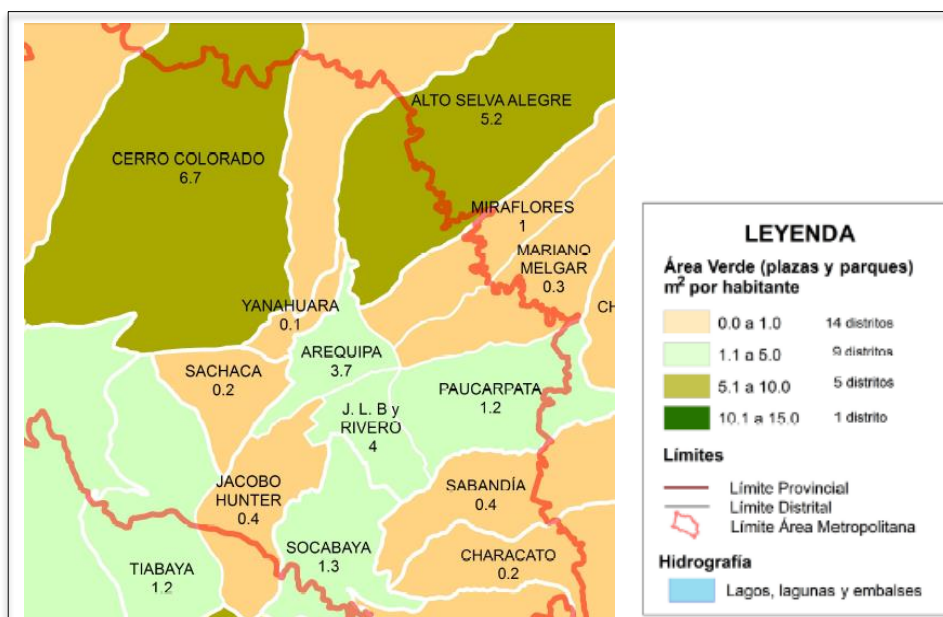 ALTO SELVA ALEGRE
5.2
CERRO COLORADO
6.7
MIRAFLORES
1
MARIANO
MELGAR
0.3
CH
YANAHUARA
0.1
AREQUIPA
3.7
SACHACA
0.2
PAUCARPATA
1.2
J. L. B y
RIVERO
4
JACOBO
HUNTER
0.4
SABANDÍA
0.4
SOCABAYA
1.3
CHARACATO
0.2
TIABAYA
1.2
LEYENDA
Área Verde (plazas y parques)
m² por habitante
0.0 a 1.0 14 distritos
1.1 a 5.0 9 distritos
5.1 a 10.0 5 distritos
10.1 a 15.0 1 distrito
Límites
Límite Provincial
Límite Distrital
Límite Área Metropolitana
Hidrografía
Lagos, lagunas y embalses